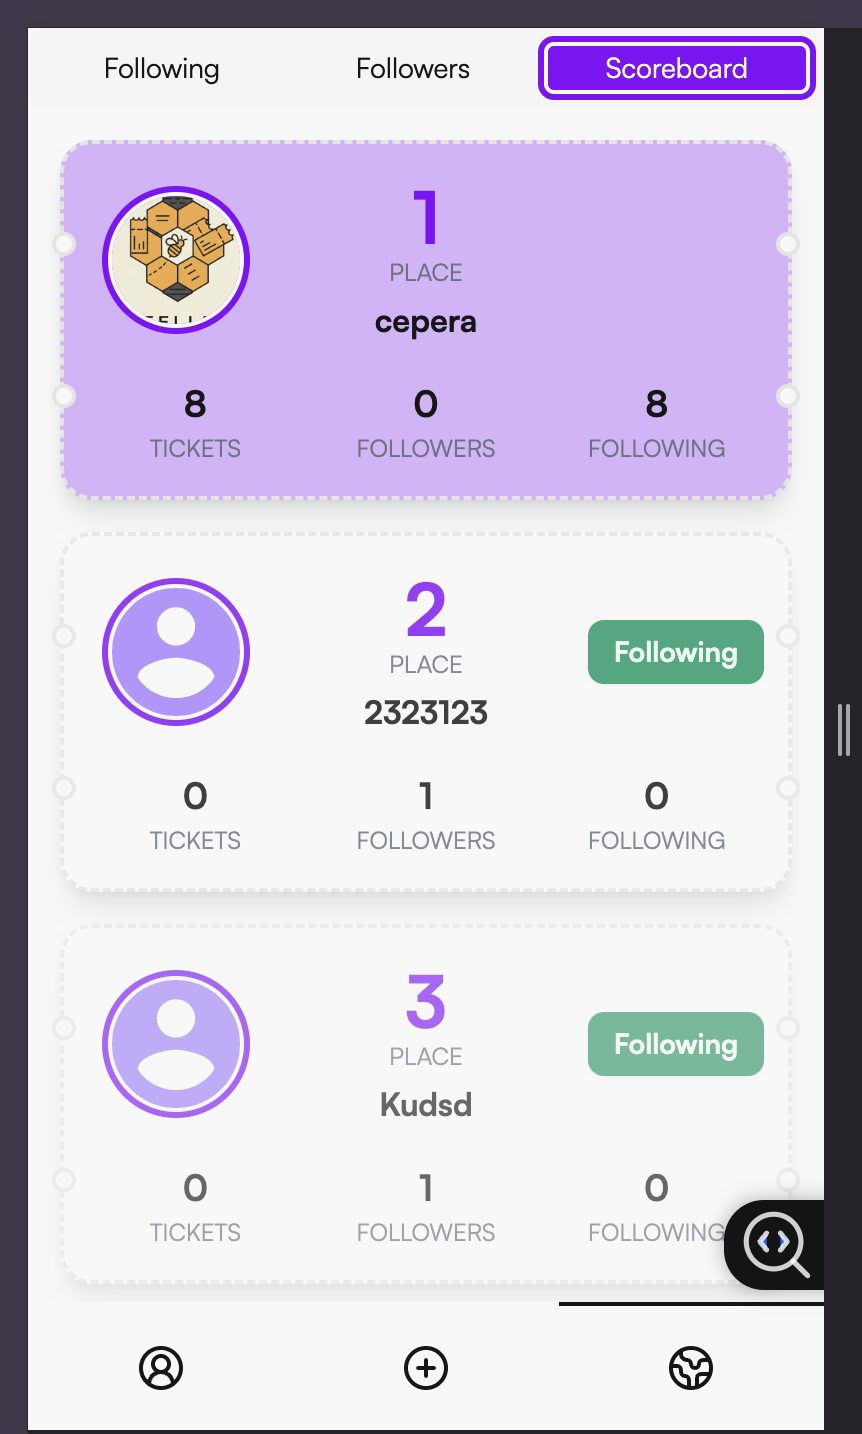 Following Followers Scoreboard
1
PLACE
cepera
8 0 8
TICKETS FOLLOWERS FOLLOWING
2
PLACE
Following
2323123
0 1 0
TICKETS FOLLOWERS FOLLOWING
3
PLACE
Following
Kudsd
0 1 0
TICKETS FOLLOWERS FOLLOWING